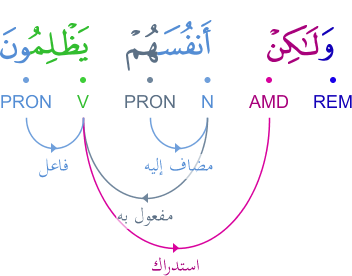 وَلَـٰكِنْ أَنفُسَهُمْ يَظْلِمُونَ
REM AMD N PRON V PRON
فاعل مضاف إليه
مفعول به
استدراك